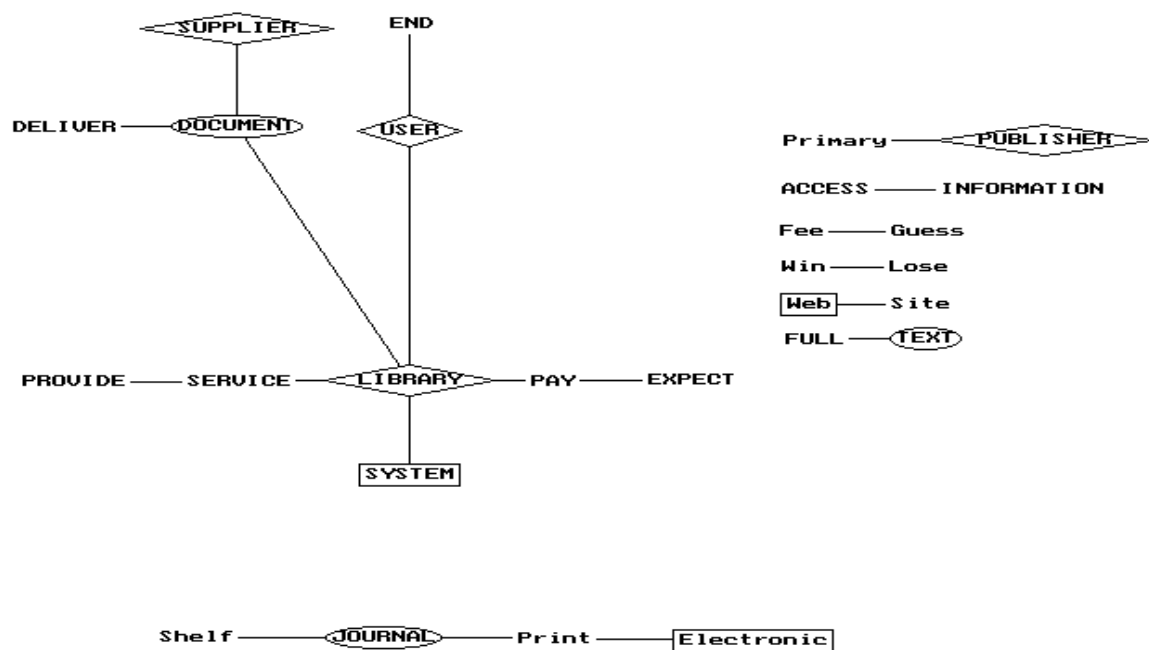 SUPPLIER
END
DELIVER DOCUMENT USER
Primary PUBLISHER
ACCESS INFORMATION
Fee Guess
Win Lose
Web Site
FULL TEXT
PROVIDE SERVICE LIBRARY PAY EXPECT
SYSTEM
Shelf JOURNAL Print Electronic